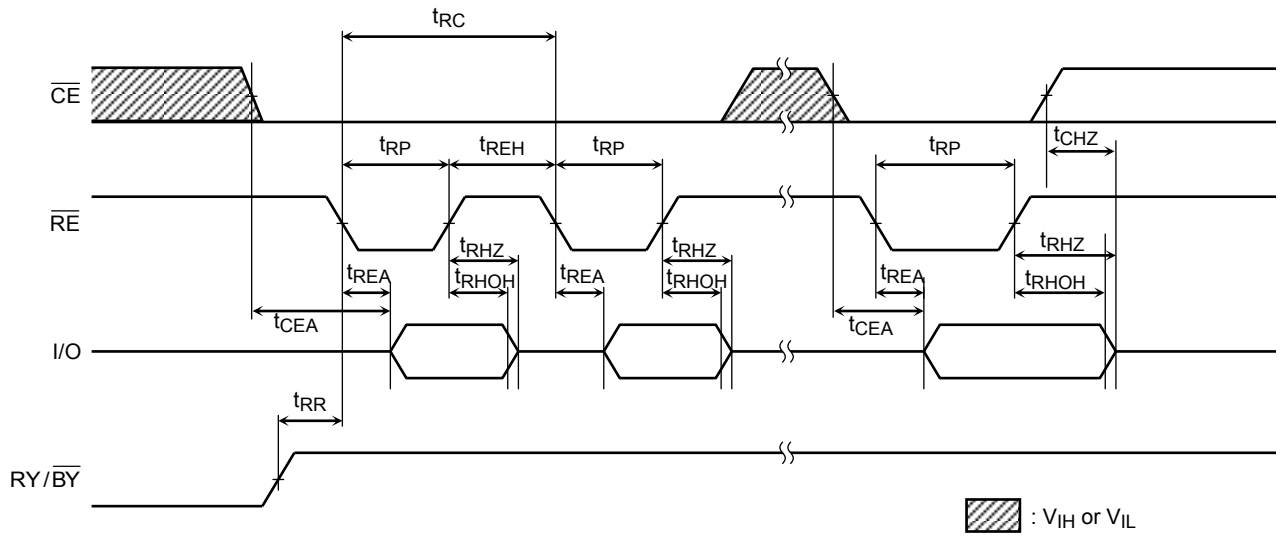 tRC
CE
tCHZ
tRP tREH tRP tRP
RE
tRHZ tRHZ tRHZ
tREA tRHOH tREA tRHOH tREA tRHOH
tCEA tCEA
I/O
tRR
RY/BY
: VIH or VIL